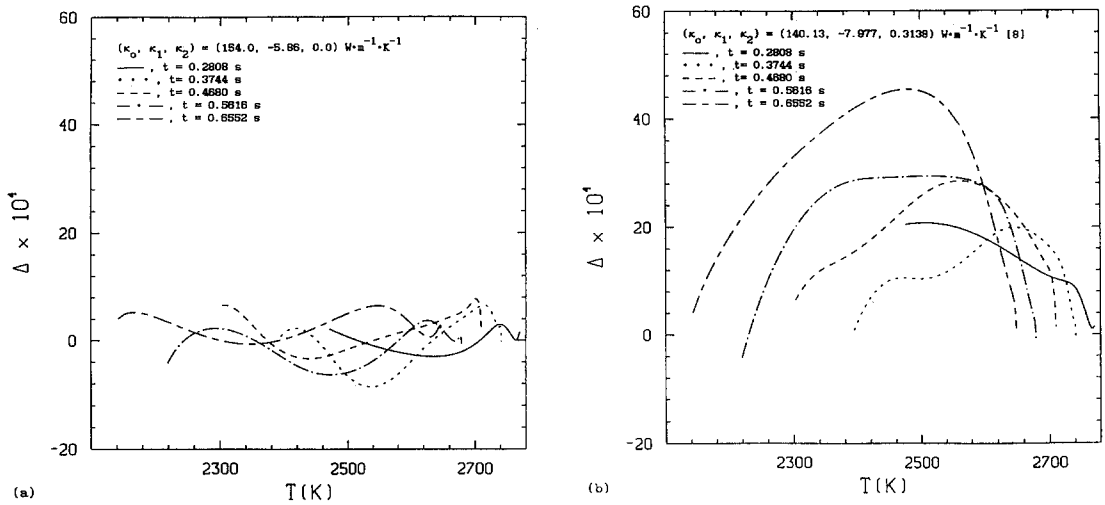 60
(κo, κ1, κ2) = (154.0, -5.86, 0.0) W·m-1·K-1
, t = 0.2808 s
, t= 0.3744 s
, t = 0.4680 s
, t = 0.5616 s
, t = 0.6552 s
40
Δ × 10⁴
20
0
-20
2300 2500 2700
T(K)
(a)
60
(κo, κ1, κ2) = (140.13, -7.977, 0.3138) W·m-1·K-1 [8]
, t = 0.2808 s
, t= 0.3744 s
, t = 0.4680 s
, t = 0.5616 s
, t = 0.6552 s
40
Δ × 10⁴
20
0
-20
2300 2500 2700
T(K)
(b)